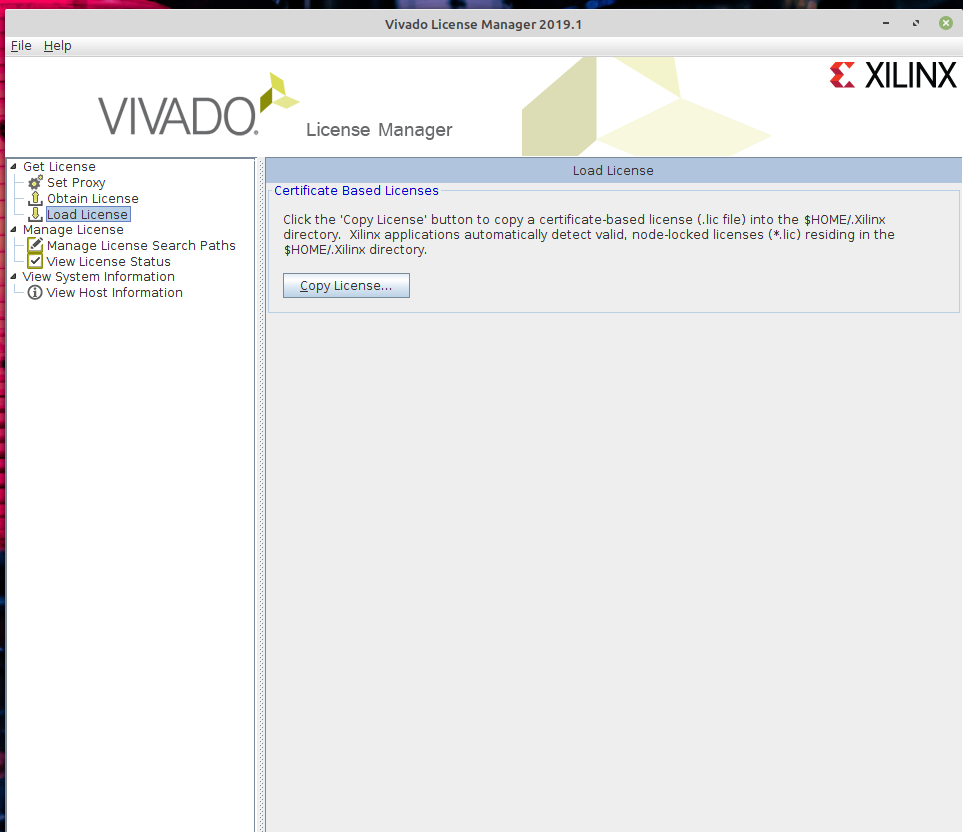 Vivado License Manager 2019.1
File Help
VIVADO.
License Manager
XILINX
Get License
Set Proxy
Obtain License
Load License
Manage License
Manage License Search Paths
View License Status
View System Information
View Host Information
Load License
Certificate Based Licenses
Click the 'Copy License' button to copy a certificate-based license (.lic file) into the $HOME/.Xilinx
directory.  Xilinx applications automatically detect valid, node-locked licenses (*.lic) residing in the
$HOME/.Xilinx directory.
Copy License...